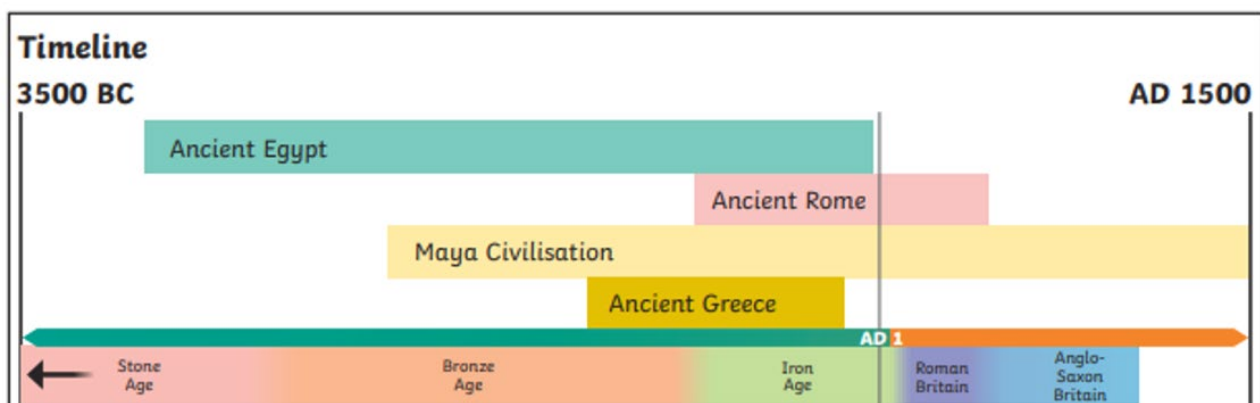 Timeline
3500 BC
AD 1500
Ancient Egypt
Ancient Rome
Maya Civilisation
Ancient Greece
AD 1
Stone
Age
Bronze
Age
Iron
Age
Roman
Britain
Anglo-
Saxon
Britain